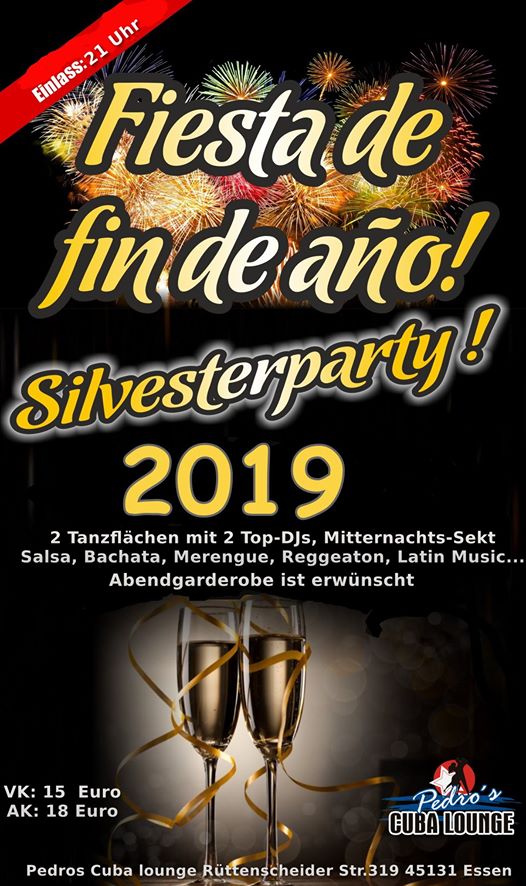 Einlass: 21 Uhr
Fiesta de
fin de año!
Silvesterparty!
2019
2 Tanzflächen mit 2 Top-DJs, Mitternachts-Sekt
Salsa, Bachata, Merengue, Reggeaton, Latin Music...
Abendgarderobe ist erwünscht
VK: 15 Euro
AK: 18 Euro
Pedro's
CUBA LOUNGE
Pedros Cuba lounge Rüttenscheider Str.319 45131 Essen